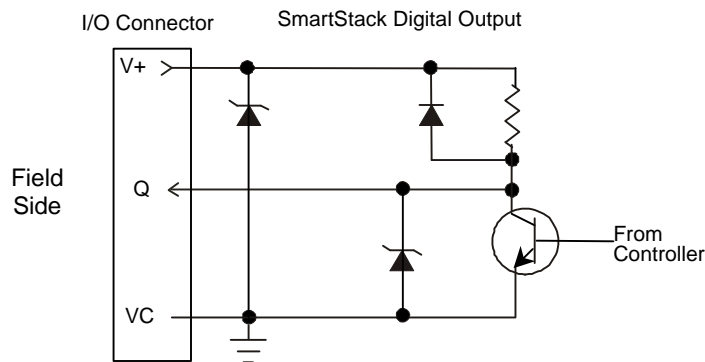 I/O Connector
SmartStack Digital Output
V+
Field
Side
Q
From
Controller
VC